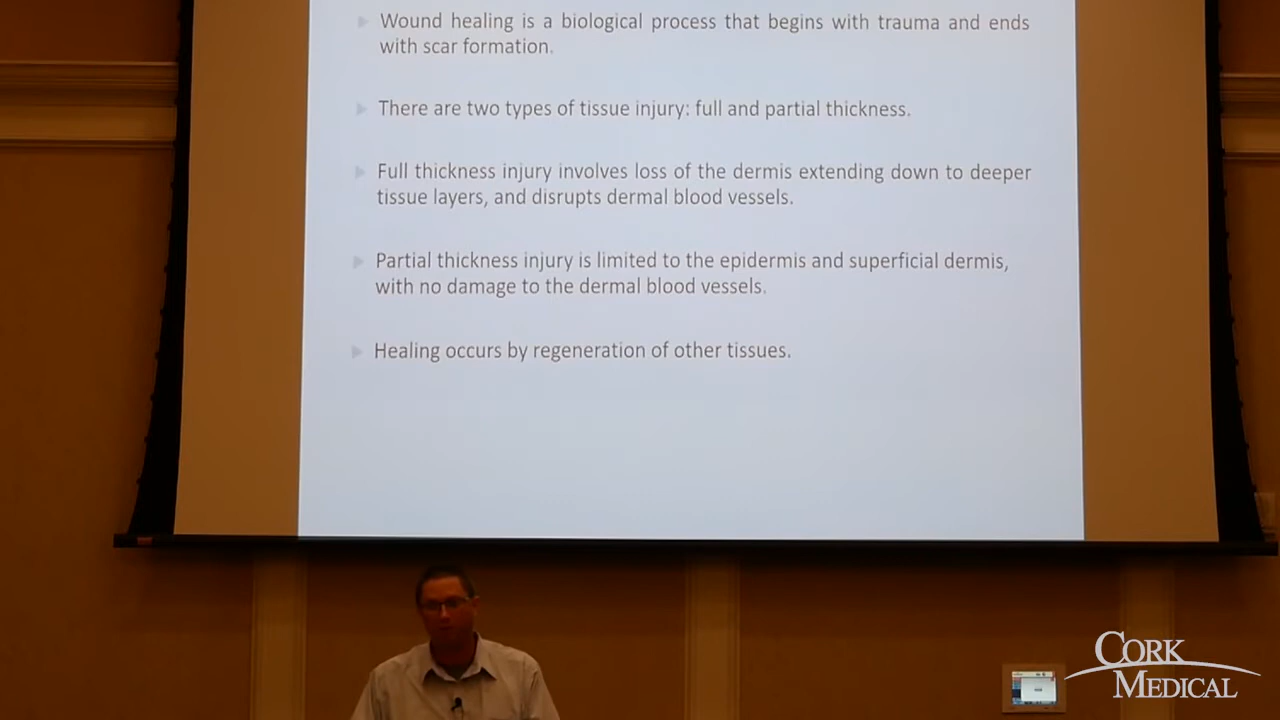 Wound healing is a biological process that begins with trauma and ends
with scar formation.
There are two types of tissue injury: full and partial thickness.
Full thickness injury involves loss of the dermis extending down to deeper
tissue layers, and disrupts dermal blood vessels.
Partial thickness injury is limited to the epidermis and superficial dermis,
with no damage to the dermal blood vessels.
Healing occurs by regeneration of other tissues.
CORK
MEDICAL